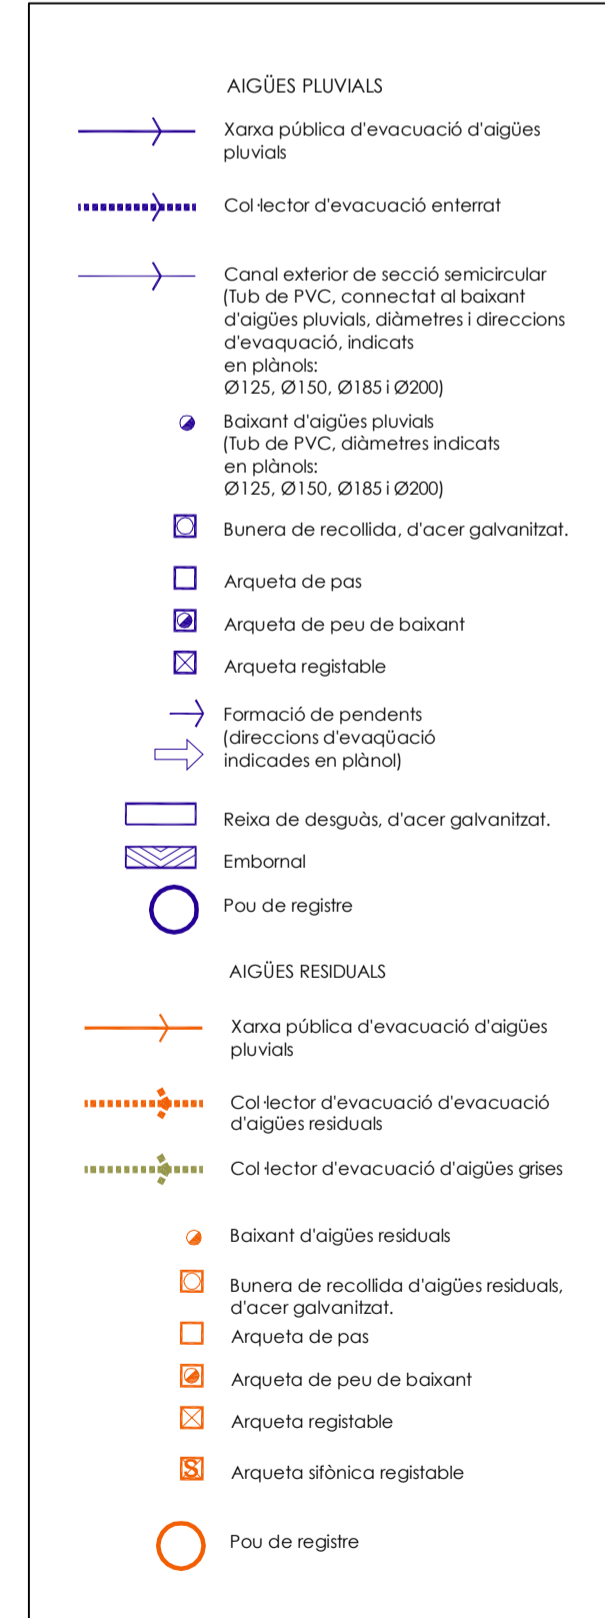 AIGÜES PLUVIALS
Xarxa pública d'evacuació d'aigües
pluvials
Col·lector d'evacuació enterrat
Canal exterior de secció semicircular
(Tub de PVC, connectat al baixant
d'aigües pluvials, diàmetres i direccions
d'evaquació, indicats
en plànols:
Ø125, Ø150, Ø185 i Ø200)
Baixant d'aigües pluvials
(Tub de PVC, diàmetres indicats
en plànols:
Ø125, Ø150, Ø185 i Ø200)
Bunera de recollida, d'acer galvanitzat.
Arqueta de pas
Arqueta de peu de baixant
Arqueta registable
Formació de pendents
(direccions d'evaqüació
indicades en plànol)
Reixa de desguàs, d'acer galvanitzat.
Embornal
Pou de registre
AIGÜES RESIDUALS
Xarxa pública d'evacuació d'aigües
pluvials
Col·lector d'evacuació d'evacuació
d'aigües residuals
Col·lector d'evacuació d'aigües grises
Baixant d'aigües residuals
Bunera de recollida d'aigües residuals,
d'acer galvanitzat.
Arqueta de pas
Arqueta de peu de baixant
Arqueta registable
S Arqueta sifònica registable
Pou de registre